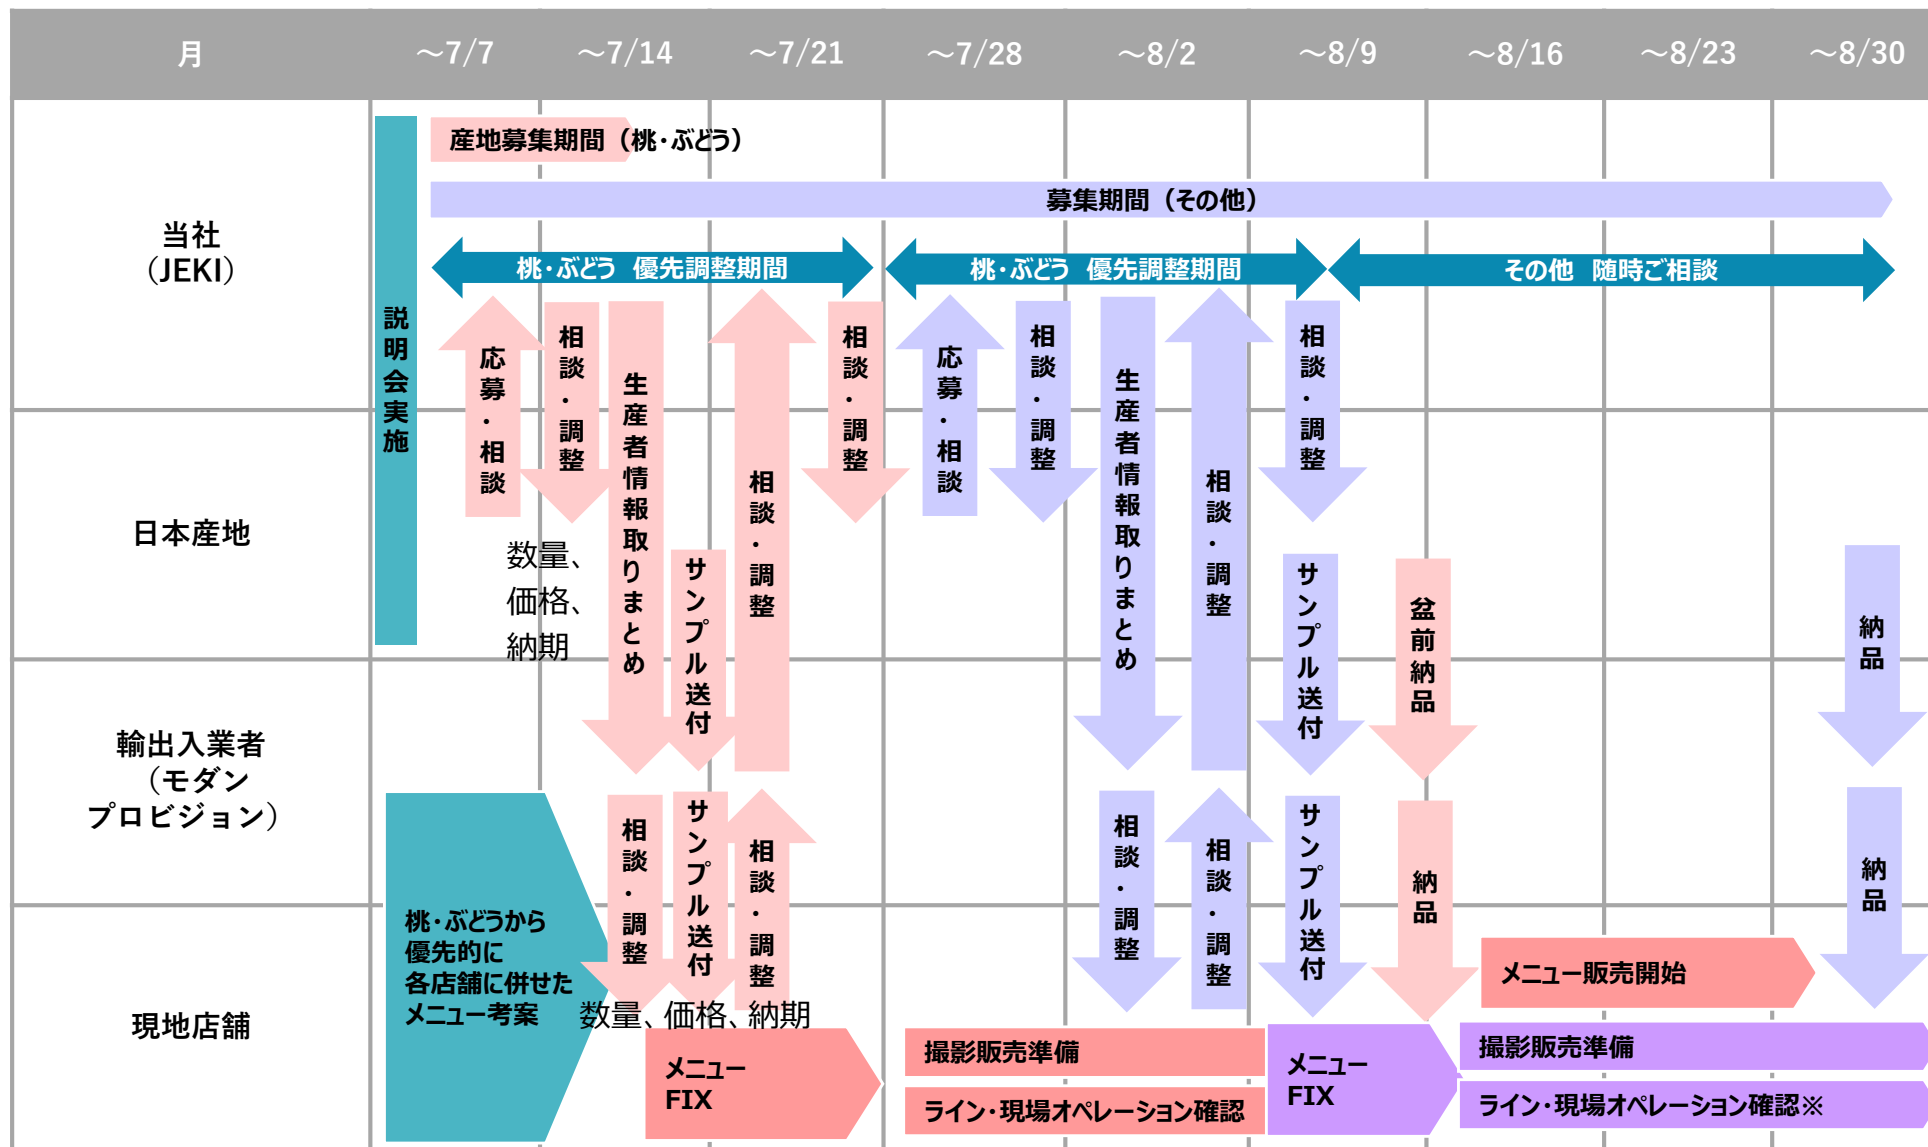 月
～7/7
～7/14
～7/21
～7/28
～8/2
～8/9
～8/16
～8/23
～8/30
当社
（JEKI）
説明会実施
産地募集期間（桃・ぶどう）
募集期間（その他）
桃・ぶどう 優先調整期間
桃・ぶどう 優先調整期間
その他 随時ご相談
応募・相談
相談・調整
生産者情報取りまとめ
相談・調整
相談・調整
応募・相談
相談・調整
生産者情報取りまとめ
相談・調整
相談・調整
日本産地
数量、
価格、
納期
サンプル送付
サンプル送付
盆前納品
納品
輸出入業者
（モダン
プロビジョン）
相談・調整
サンプル送付
相談・調整
相談・調整
相談・調整
サンプル送付
納品
納品
現地店舗
桃・ぶどうから
優先的に
各店舗に併せた
メニュー考案
数量、価格、納期
メニュー
FIX
撮影販売準備
ライン・現場オペレーション確認
メニュー
FIX
メニュー販売開始
撮影販売準備
ライン・現場オペレーション確認※